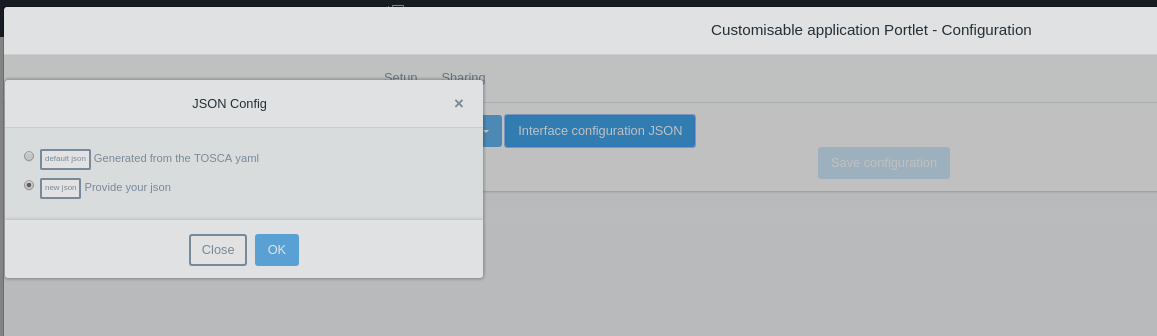 Customisable application Portlet - Configuration
Setup Sharing
JSON Config ×
Interface configuration JSON
default json Generated from the TOSCA yaml
Save configuration
new json Provide your json
Close OK